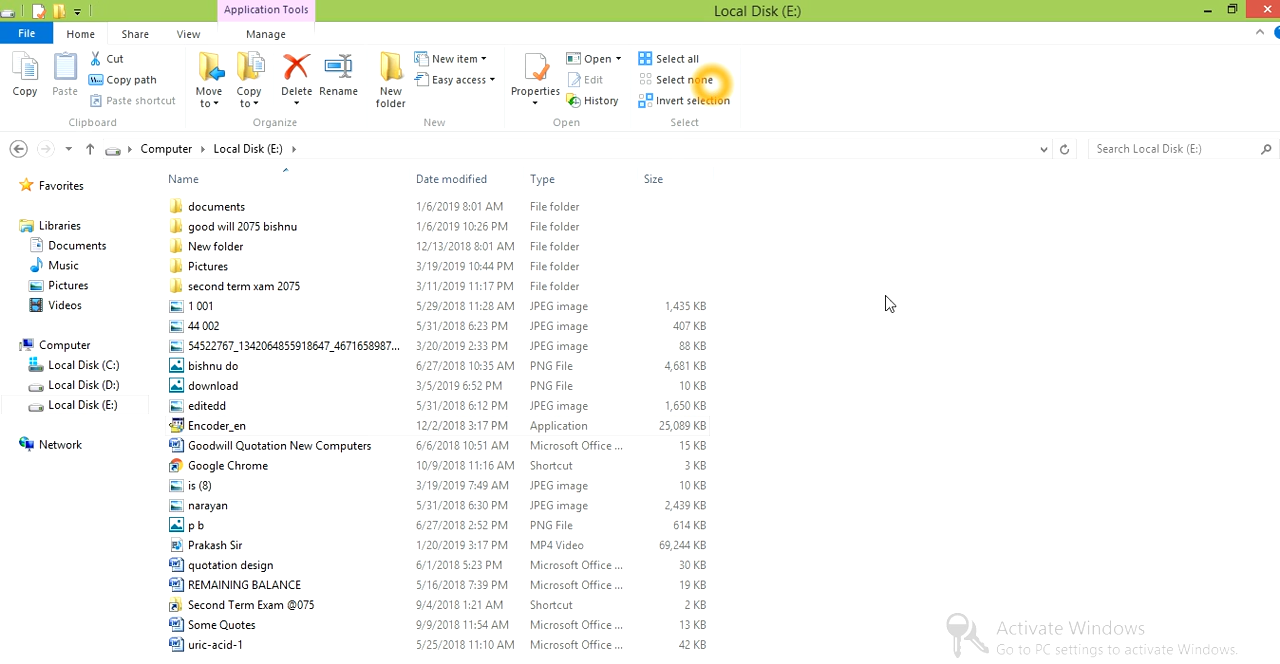 Application Tools
Local Disk (E:)
File Home Share View Manage
Copy
Paste
Cut
Copy path
Paste shortcut
Clipboard
Move to
Copy to
Delete
Rename
Organize
New folder
New item
Easy access
New
Properties
Open
Edit
History
Open
Select all
Select none
Invert selection
Select
Computer Local Disk (E:)
Search Local Disk (E:)
Favorites
Libraries
Documents
Music
Pictures
Videos
Computer
Local Disk (C:)
Local Disk (D:)
Local Disk (E:)
Network
Name Date modified Type Size
documents 1/6/2019 8:01 AM File folder
good will 2075 bishnu 1/6/2019 10:26 PM File folder
New folder 12/13/2018 8:01 AM File folder
Pictures 3/19/2019 10:44 PM File folder
second term xam 2075 3/11/2019 11:17 PM File folder
1 001 5/29/2018 11:28 AM JPEG image 1,435 KB
44 002 5/31/2018 6:23 PM JPEG image 407 KB
54522767_1342064855918647_4671658987... 3/20/2019 2:33 PM JPEG image 88 KB
bishnu do 6/27/2018 10:35 AM PNG File 4,681 KB
download 3/5/2019 6:52 PM PNG File 10 KB
editedd 5/31/2018 6:12 PM JPEG image 1,650 KB
Encoder_en 12/2/2018 3:17 PM Application 25,089 KB
Goodwill Quotation New Computers 6/6/2018 10:51 AM Microsoft Office ... 15 KB
Google Chrome 10/9/2018 11:16 AM Shortcut 3 KB
is (8) 3/19/2019 7:49 AM JPEG image 10 KB
narayan 5/31/2018 6:30 PM JPEG image 2,439 KB
p b 6/27/2018 2:52 PM PNG File 614 KB
Prakash Sir 1/20/2019 3:17 PM MP4 Video 69,244 KB
quotation design 6/1/2018 5:23 PM Microsoft Office ... 30 KB
REMAINING BALANCE 5/16/2018 7:39 PM Microsoft Office ... 19 KB
Second Term Exam @075 9/4/2018 1:21 AM Shortcut 2 KB
Some Quotes 9/9/2018 11:54 AM Microsoft Office ... 13 KB
uric-acid-1 5/25/2018 11:10 AM Microsoft Office ... 42 KB
Activate Windows
Go to PC settings to activate Windows.